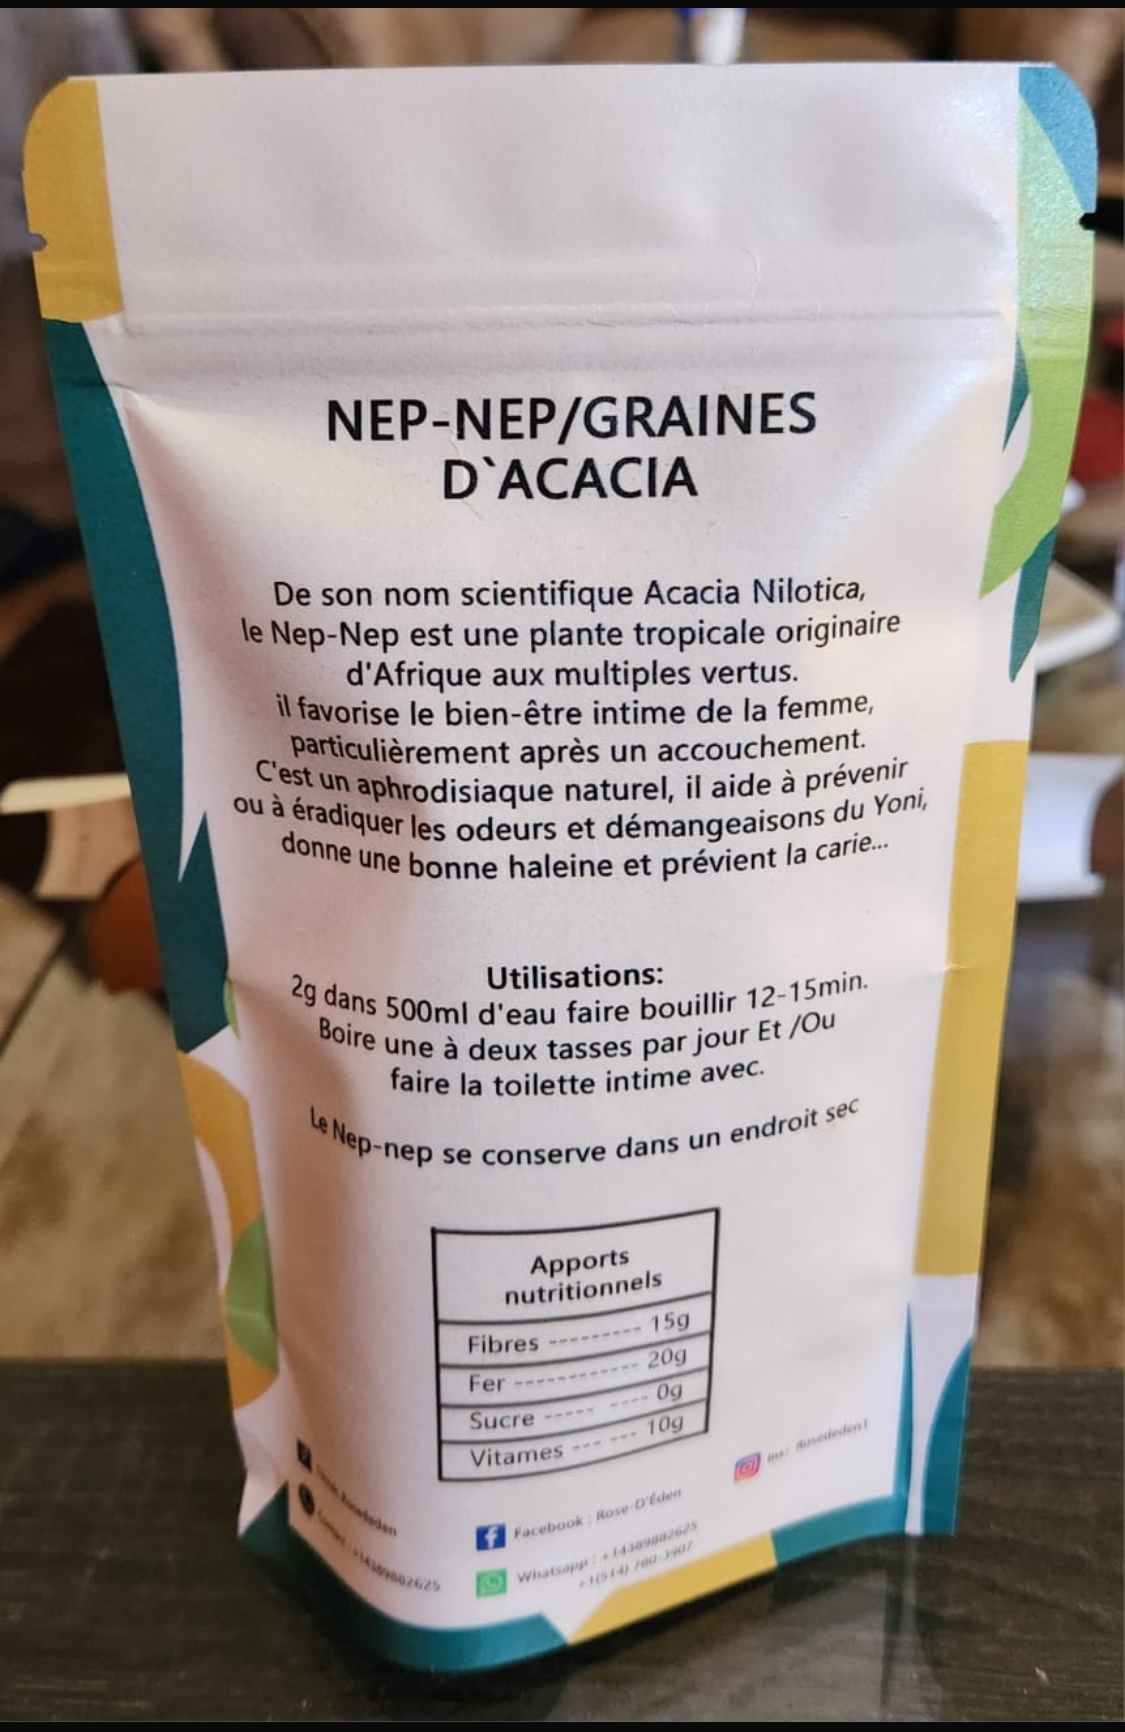 NEP-NEP/GRAINES
D`ACACIA
De son nom scientifique Acacia Nilotica,
le Nep-Nep est une plante tropicale originaire
d'Afrique aux multiples vertus.
il favorise le bien-être intime de la femme,
particulièrement après un accouchement.
C'est un aphrodisiaque naturel, il aide à prévenir
ou à éradiquer les odeurs et démangeaisons du Yoni,
donne une bonne haleine et prévient la carie...
Utilisations:
2g dans 500ml d'eau faire bouillir 12-15min.
Boire une à deux tasses par jour Et /Ou
faire la toilette intime avec.
Le Nep-nep se conserve dans un endroit sec
Apports
nutritionnels
Fibres --------- 15g
Fer ------------ 20g
Sucre ----- ---- 0g
Vitames --- --- 10g
Rosededen
Contact : +14389882625
Facebook : Rose-D'Éden
Whatsapp : +14389882625
+1(514) 780-3907
Ins: Rosededen1